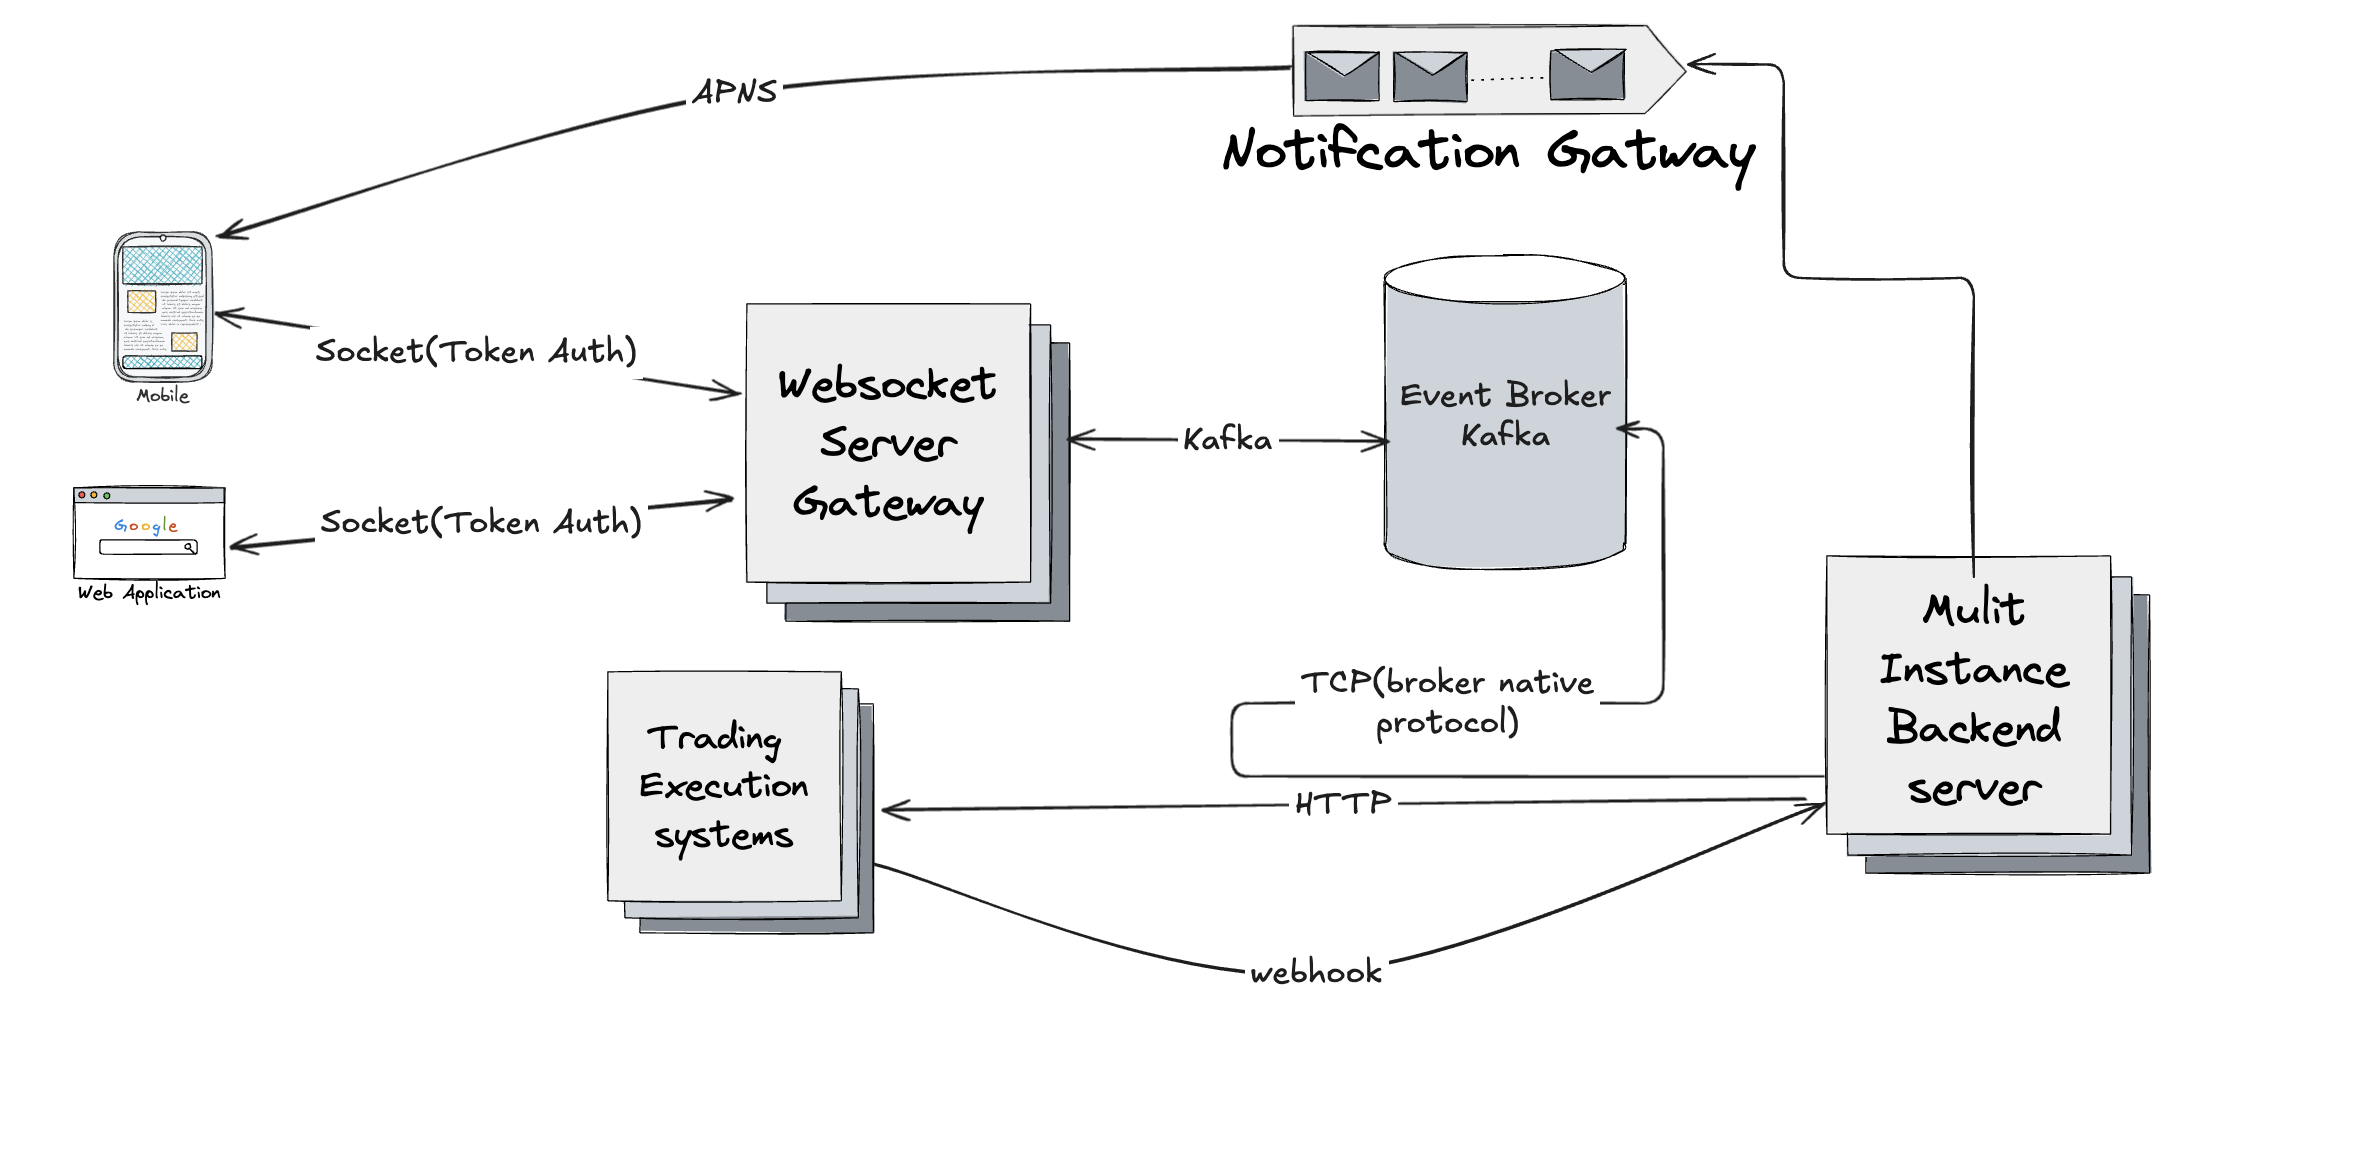 APNS
Notifcation Gatway
Mobile
Socket(Token Auth)
Websocket
Server
Gateway
Kafka
Event Broker
Kafka
Google
Web Application
Socket(Token Auth)
Mulit
Instance
Backend
server
TCP(broker native
protocol)
Trading
Execution
systems
HTTP
webhook